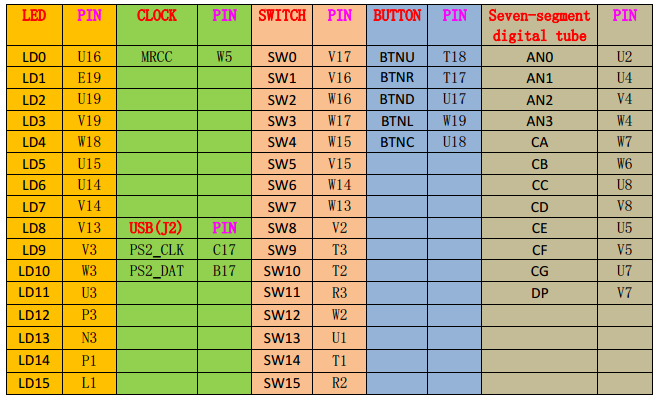 LED PIN CLOCK PIN SWITCH PIN BUTTON PIN Seven-segment digital tube PIN
LD0 U16 MRCC W5 SW0 V17 BTNU T18 AN0 U2
LD1 E19 SW1 V16 BTNR T17 AN1 U4
LD2 U19 SW2 W16 BTND U17 AN2 V4
LD3 V19 SW3 W17 BTNL W19 AN3 W4
LD4 W18 SW4 W15 BTNC U18 CA W7
LD5 U15 SW5 V15 CB W6
LD6 U14 SW6 W14 CC U8
LD7 V14 SW7 W13 CD V8
LD8 V13 USB(J2) PIN SW8 V2 CE U5
LD9 V3 PS2_CLK C17 SW9 T3 CF V5
LD10 W3 PS2_DAT B17 SW10 T2 CG U7
LD11 U3 SW11 R3 DP V7
LD12 P3 SW12 W2
LD13 N3 SW13 U1
LD14 P1 SW14 T1
LD15 L1 SW15 R2